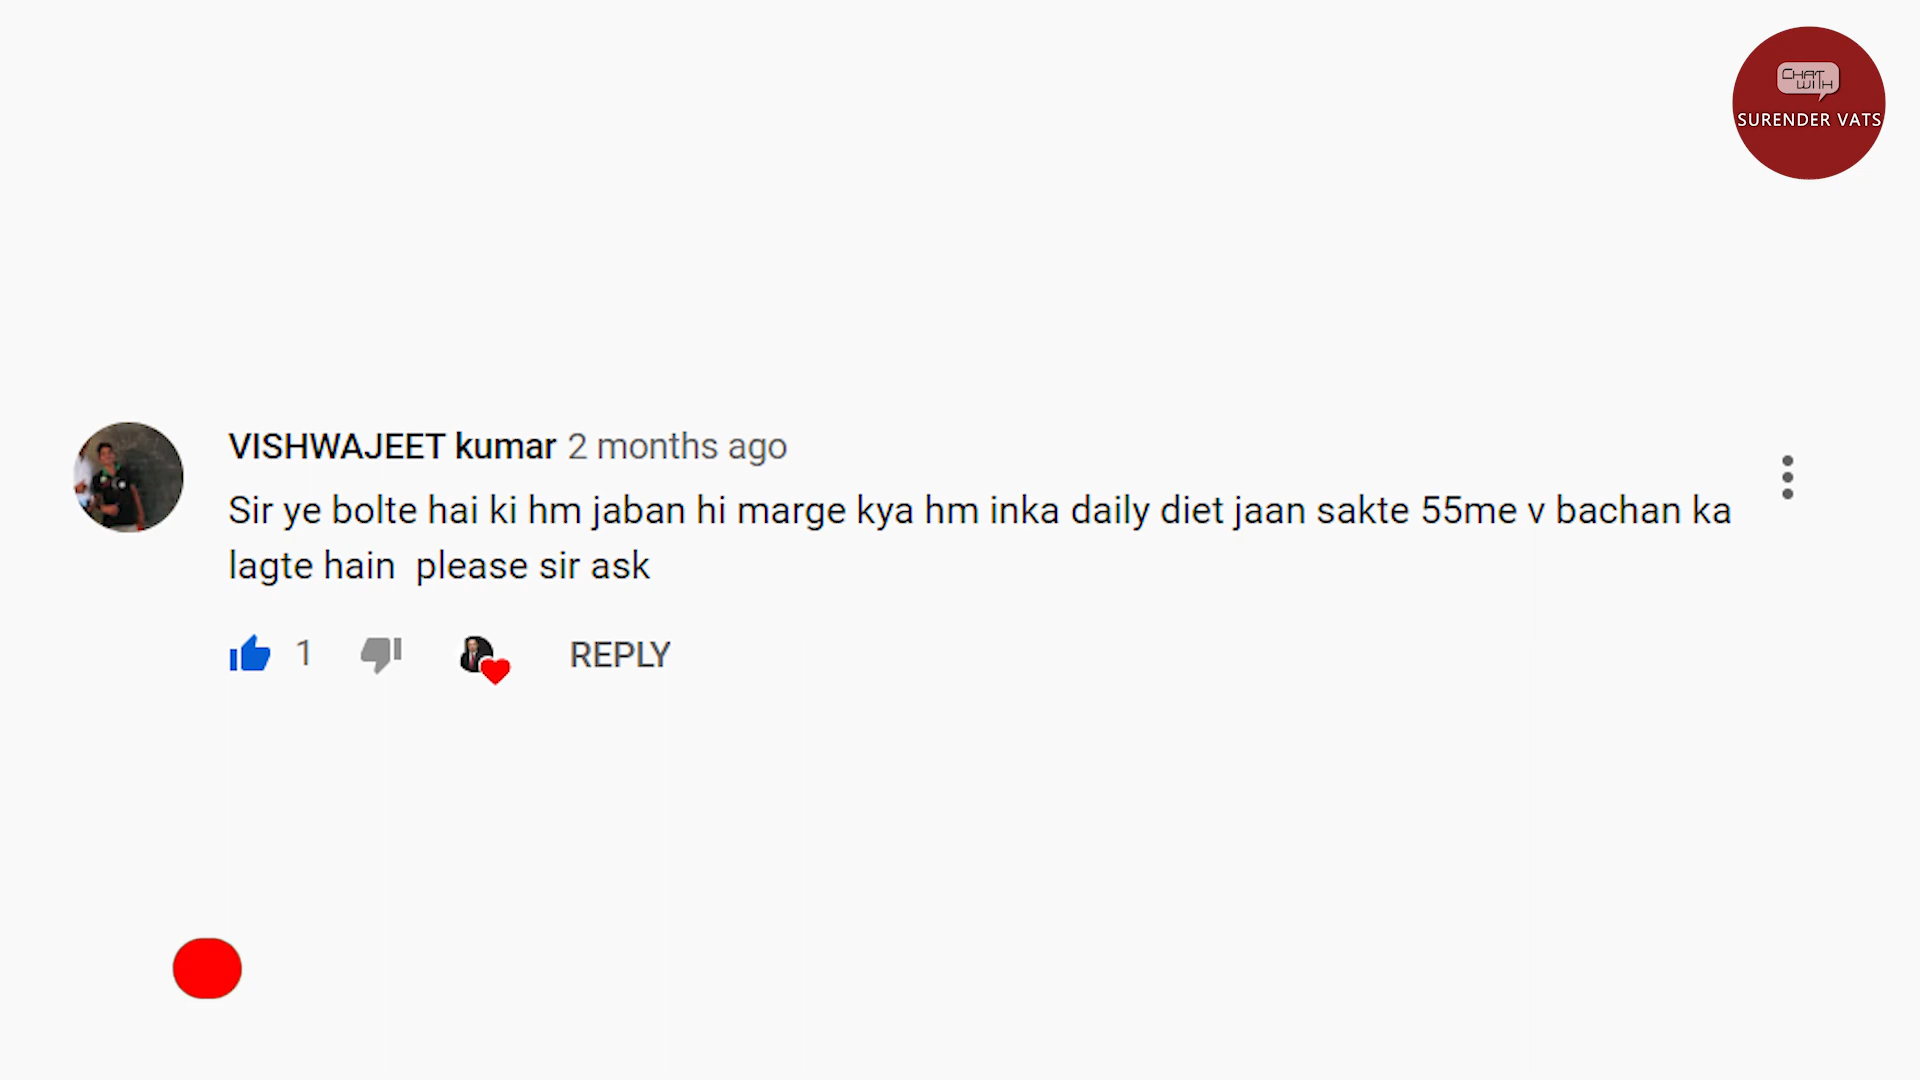 CHAT
WITH
SURENDER VATS
VISHWAJEET kumar 2 months ago
Sir ye bolte hai ki hm jaban hi marge kya hm inka daily diet jaan sakte 55me v bachan ka
lagte hain  please sir ask
1 REPLY